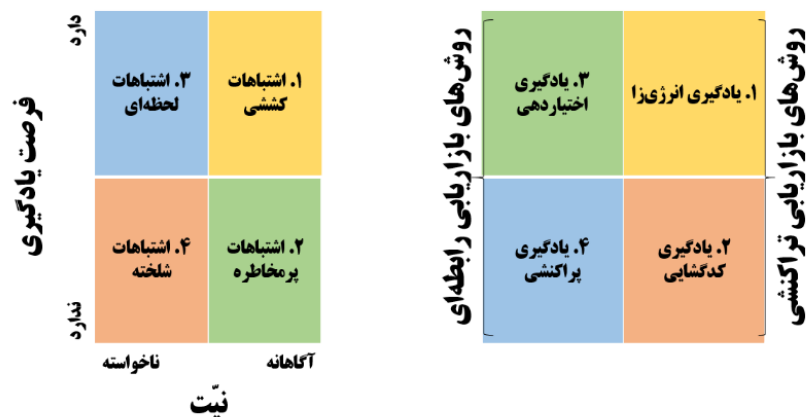 روش‌های بازاریابی تراکنشی
۱. یادگیری انرژی‌زا
۳. یادگیری
اختیاردهی
۲. یادگیری
کدگشایی
۴. یادگیری
پراکنشی
روش‌های بازاریابی رابطه‌ای
۱. اشتباهات
کششی
۳. اشتباهات
لحظه‌ای
دارد
۲. اشتباهات
پرمخاطره
۴. اشتباهات
شلخته
ندارد
فرصت یادگیری
آگاهانه
ناخواسته
نیّت